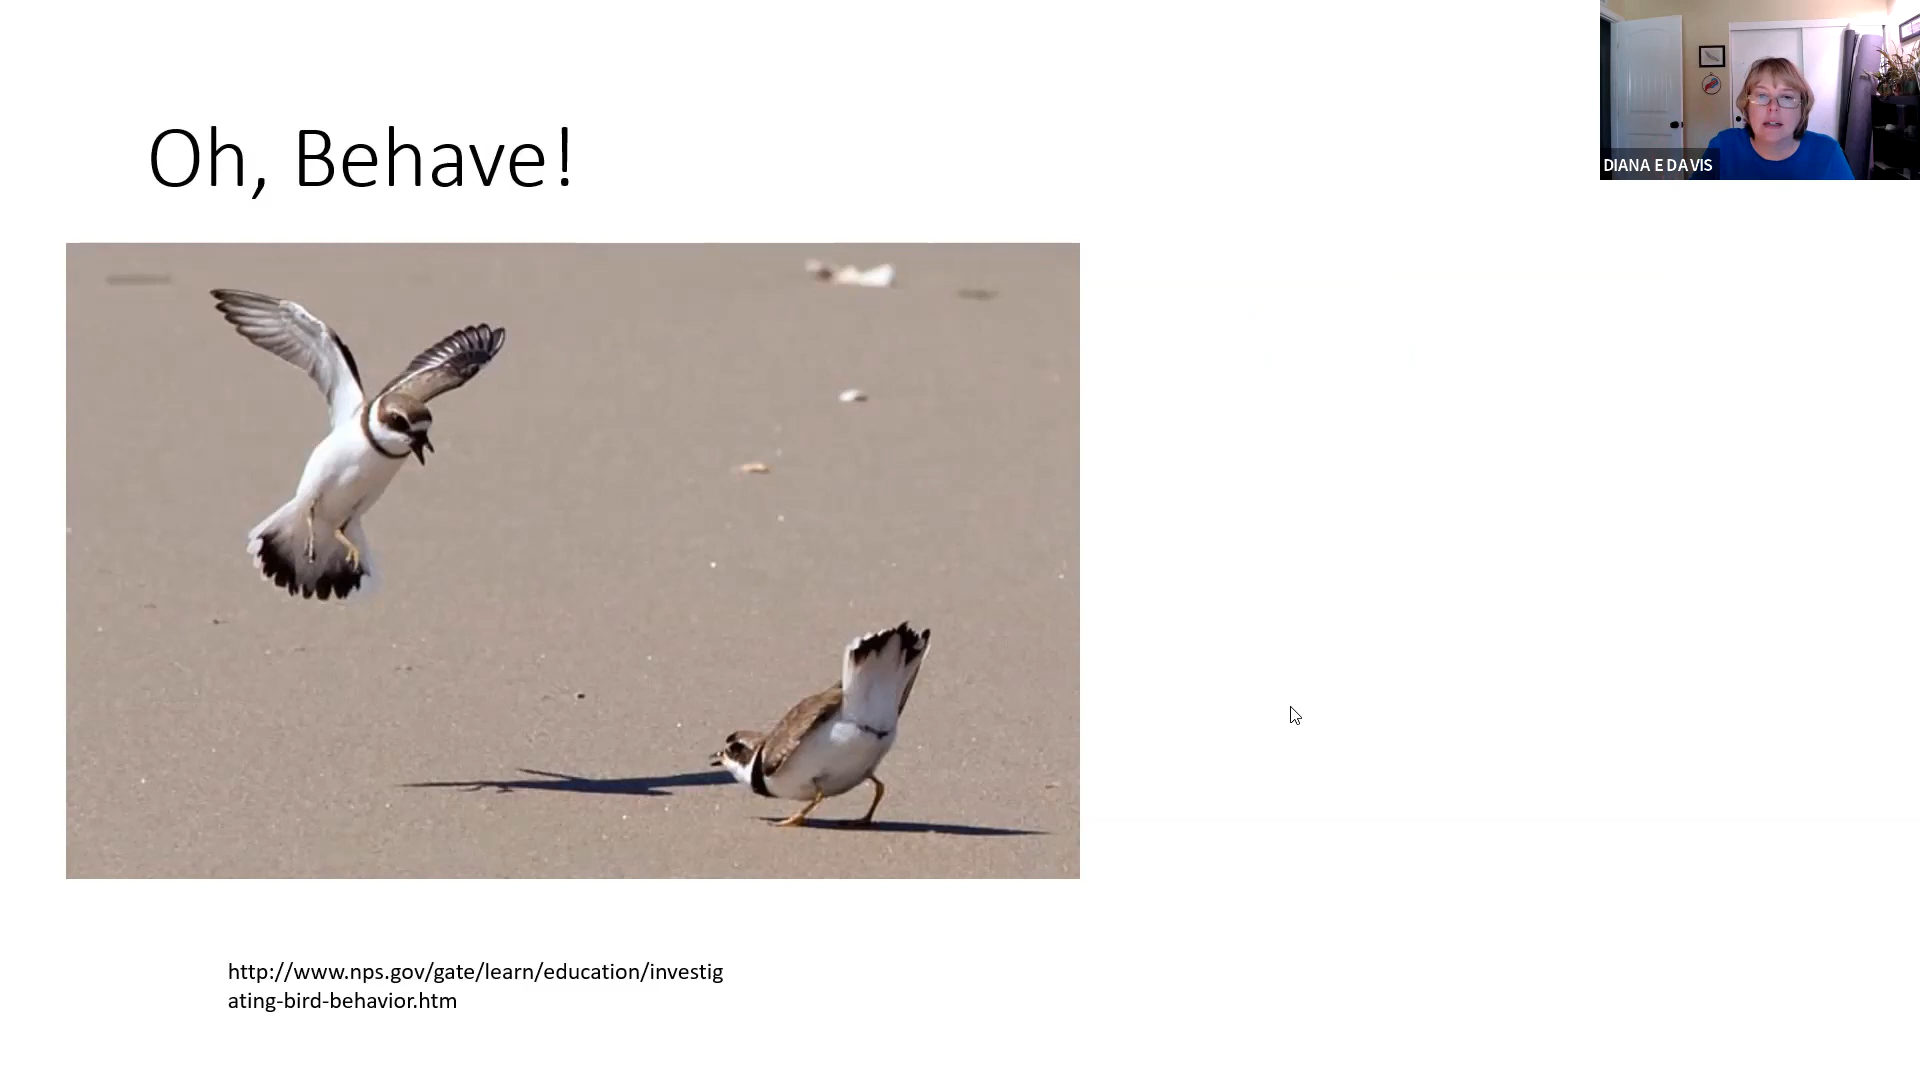 Oh, Behave!
DIANA E DAVIS
http://www.nps.gov/gate/learn/education/investig
ating-bird-behavior.htm